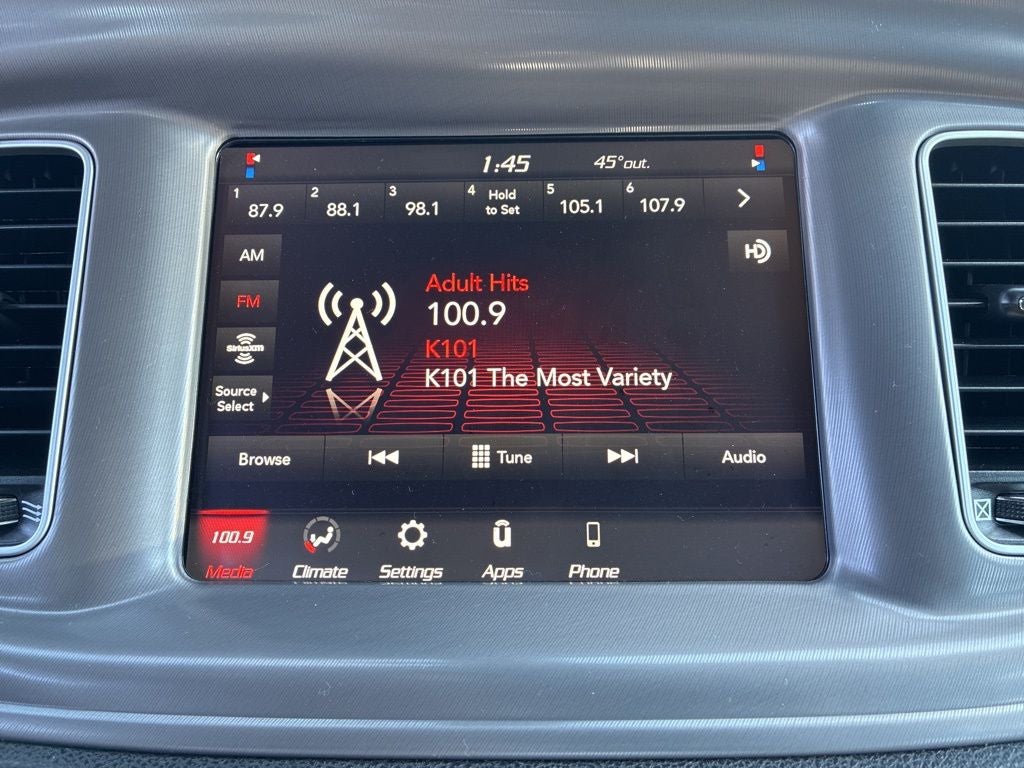 1:45 45°out.
1 87.9 2 88.1 3 98.1 4 Hold to Set 5 105.1 6 107.9
AM
HD
FM
Adult Hits
100.9
SiriusXM
K101
K101 The Most Variety
Source
Select
Browse Tune Audio
100.9
Media Climate Settings Apps Phone